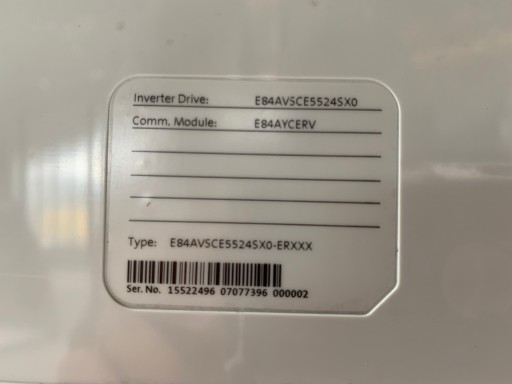 Inverter Drive: E84AVSCE5524SX0
Comm. Module: E84AYCERV
Type: E84AVSCE5524SX0-ERXXX
Ser. No. 15522496 07077396 000002